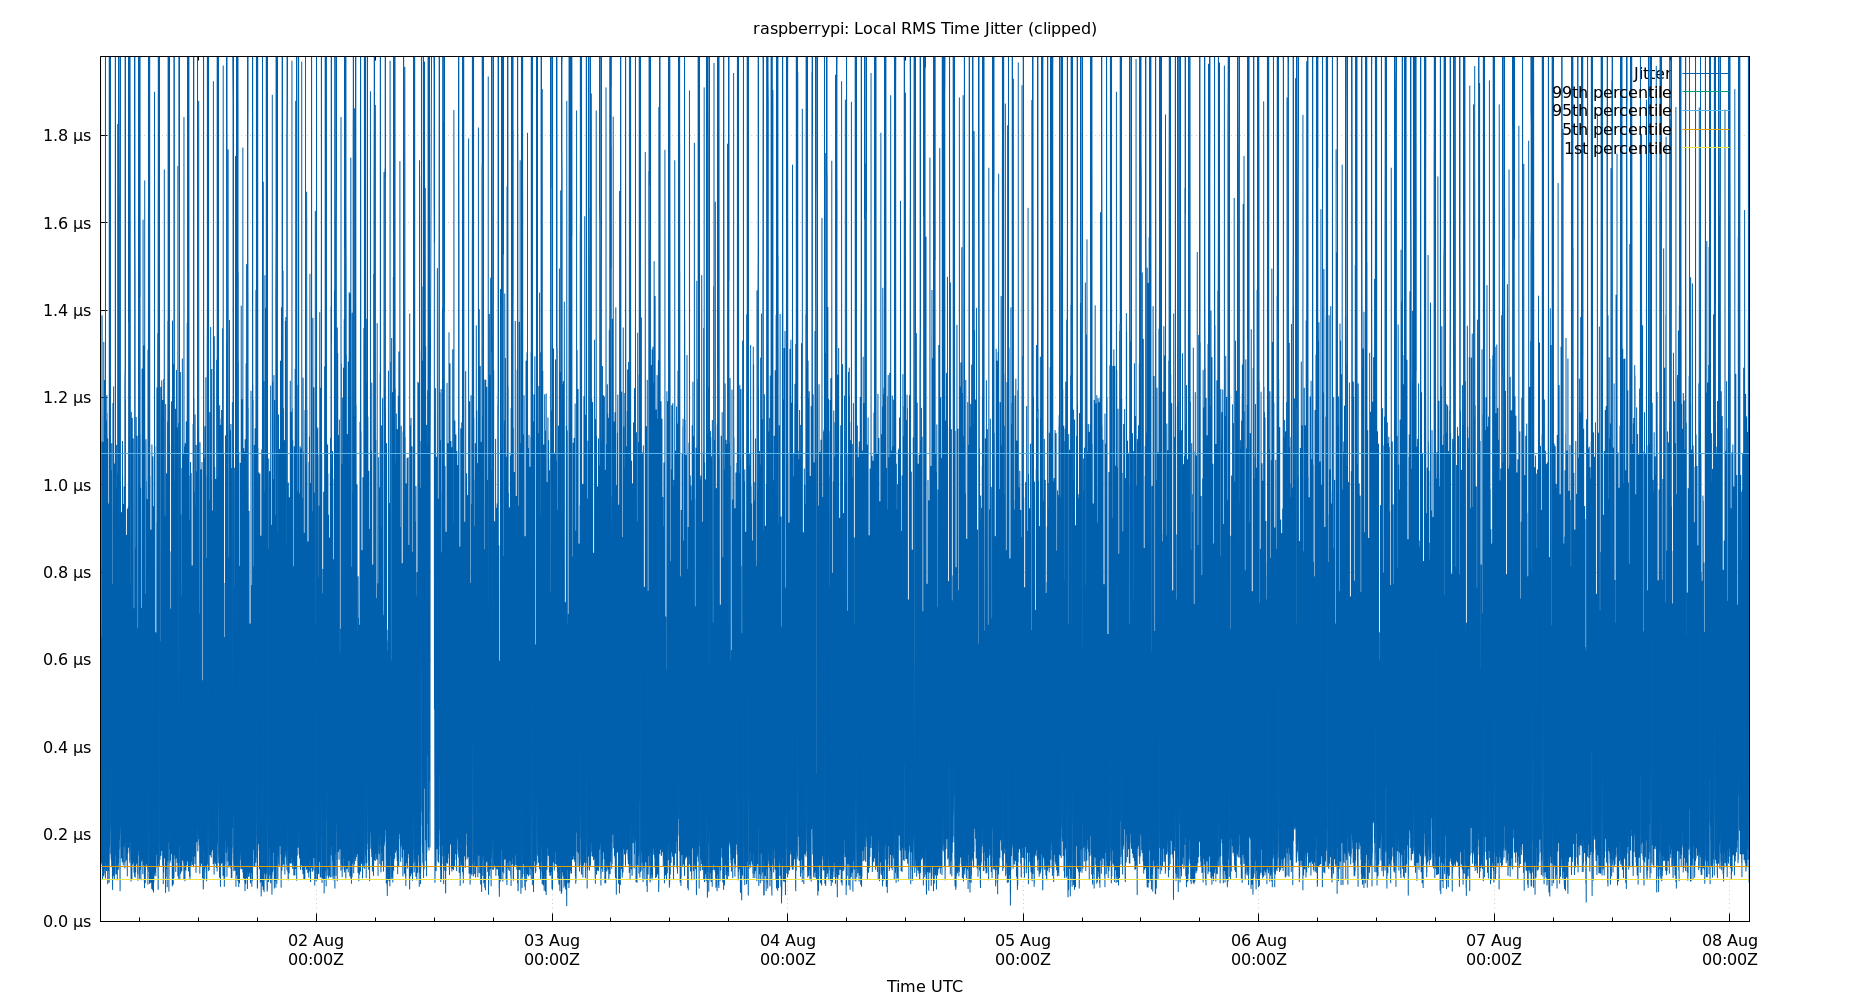 raspberrypi: Local RMS Time Jitter (clipped)
Jitter
99th percentile
95th percentile
5th percentile
1st percentile
1.8 µs
1.6 µs
1.4 µs
1.2 µs
1.0 µs
0.8 µs
0.6 µs
0.4 µs
0.2 µs
0.0 µs
02 Aug 03 Aug 04 Aug 05 Aug 06 Aug 07 Aug 08 Aug
00:00Z 00:00Z 00:00Z 00:00Z 00:00Z 00:00Z 00:00Z
Time UTC